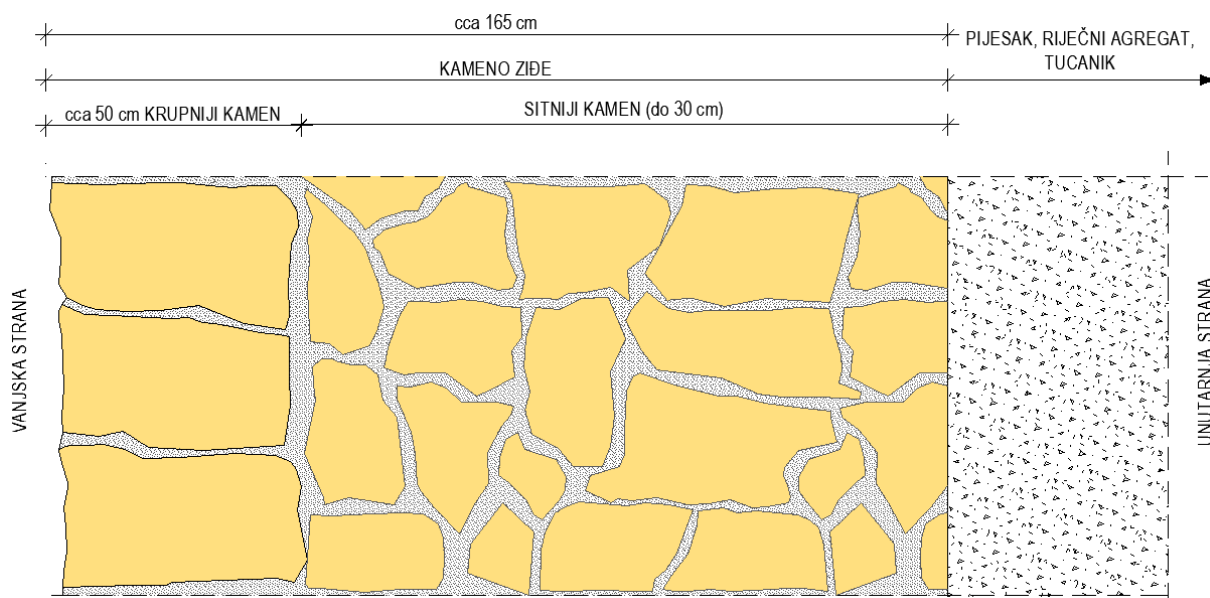 cca 165 cm
PIJESAK, RIJEČNI AGREGAT,
TUCANIK
KAMENO ZIĐE
cca 50 cm KRUPNIJI KAMEN
SITNIJI KAMEN (do 30 cm)
VANJSKA STRANA
UNUTARNJA STRANA